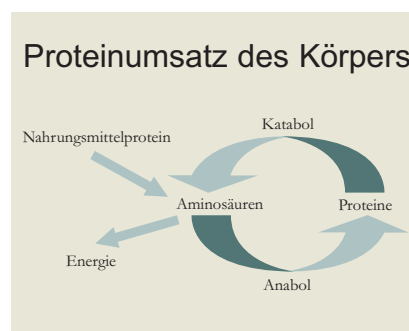 Proteinumsatz des Körpers
Katabol
Nahrungsmittelprotein
Aminosäuren
Proteine
Energie
Anabol